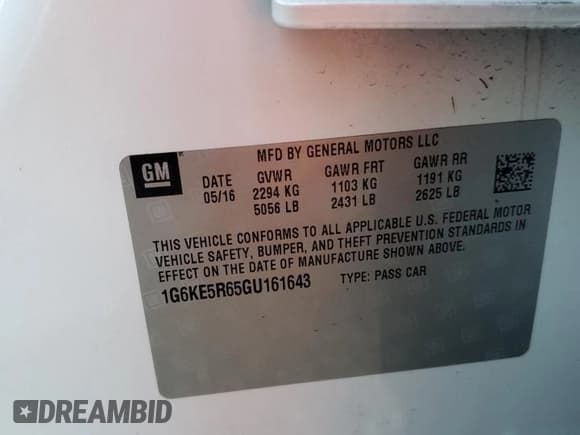 GM
MFD BY GENERAL MOTORS LLC
DATE GVWR GAWR FRT GAWR RR
05/16 2294 KG 1103 KG 1191 KG
5056 LB 2431 LB 2625 LB
THIS VEHICLE CONFORMS TO ALL APPLICABLE U.S. FEDERAL MOTOR
VEHICLE SAFETY, BUMPER, AND THEFT PREVENTION STANDARDS IN
EFFECT ON THE DATE OF MANUFACTURE SHOWN ABOVE.
1G6KE5R65GU161643 TYPE: PASS CAR
DREAMBID